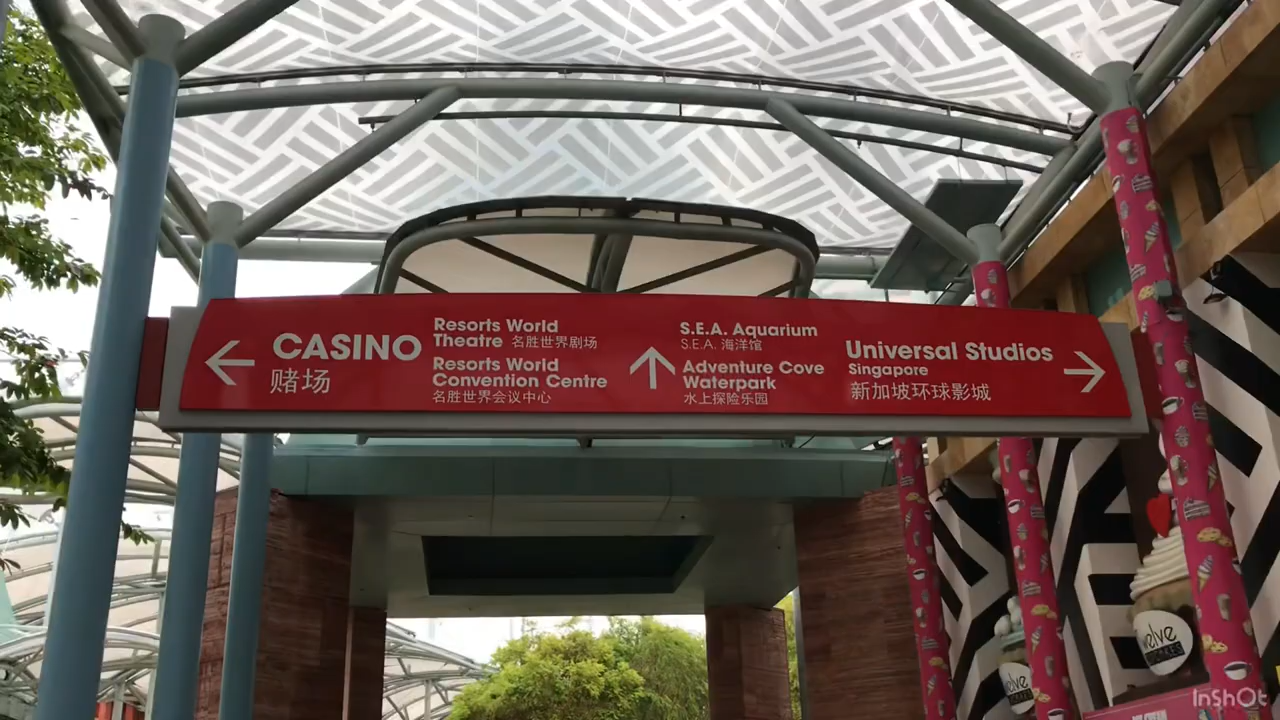 CASINO
赌场
Resorts World
Theatre 名胜世界剧场
Resorts World
Convention Centre
名胜世界会议中心
S.E.A. Aquarium
S.E.A. 海洋馆
Adventure Cove
Waterpark
水上探险乐园
Universal Studios
Singapore
新加坡环球影城
InShOt